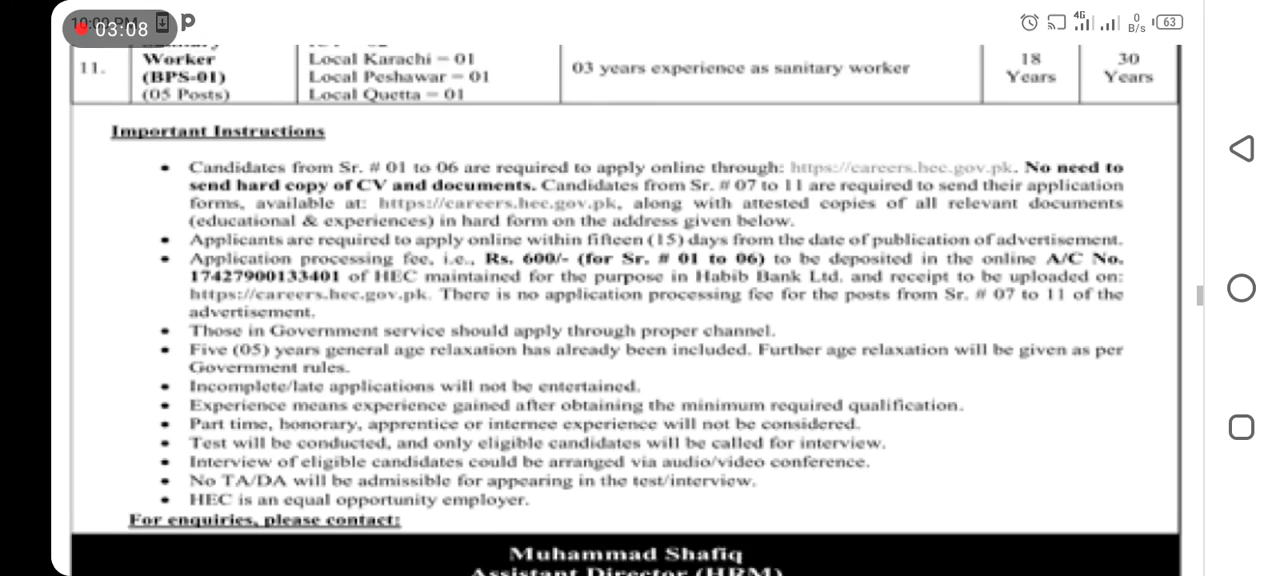 10:09 PM
03:08
4G
0
B/s
63
11.
Worker
(BPS-01)
(05 Posts)
Local Karachi – 01
Local Peshawar – 01
Local Quetta – 01
03 years experience as sanitary worker
18
Years
30
Years
Important Instructions
• Candidates from Sr. # 01 to 06 are required to apply online through: https://careers.hec.gov.pk. No need to
send hard copy of CV and documents. Candidates from Sr. # 07 to 11 are required to send their application
forms, available at: https://careers.hec.gov.pk, along with attested copies of all relevant documents
(educational & experiences) in hard form on the address given below.
• Applicants are required to apply online within fifteen (15) days from the date of publication of advertisement.
• Application processing fee, i.e., Rs. 600/- (for Sr. # 01 to 06) to be deposited in the online A/C No.
17427900133401 of HEC maintained for the purpose in Habib Bank Ltd. and receipt to be uploaded on:
https://careers.hec.gov.pk. There is no application processing fee for the posts from Sr. # 07 to 11 of the
advertisement.
• Those in Government service should apply through proper channel.
• Five (05) years general age relaxation has already been included. Further age relaxation will be given as per
Government rules.
• Incomplete/late applications will not be entertained.
• Experience means experience gained after obtaining the minimum required qualification.
• Part time, honorary, apprentice or internee experience will not be considered.
• Test will be conducted, and only eligible candidates will be called for interview.
• Interview of eligible candidates could be arranged via audio/video conference.
• No TA/DA will be admissible for appearing in the test/interview.
• HEC is an equal opportunity employer.
For enquiries, please contact:
Muhammad Shafiq
Assistant Director (HRM)